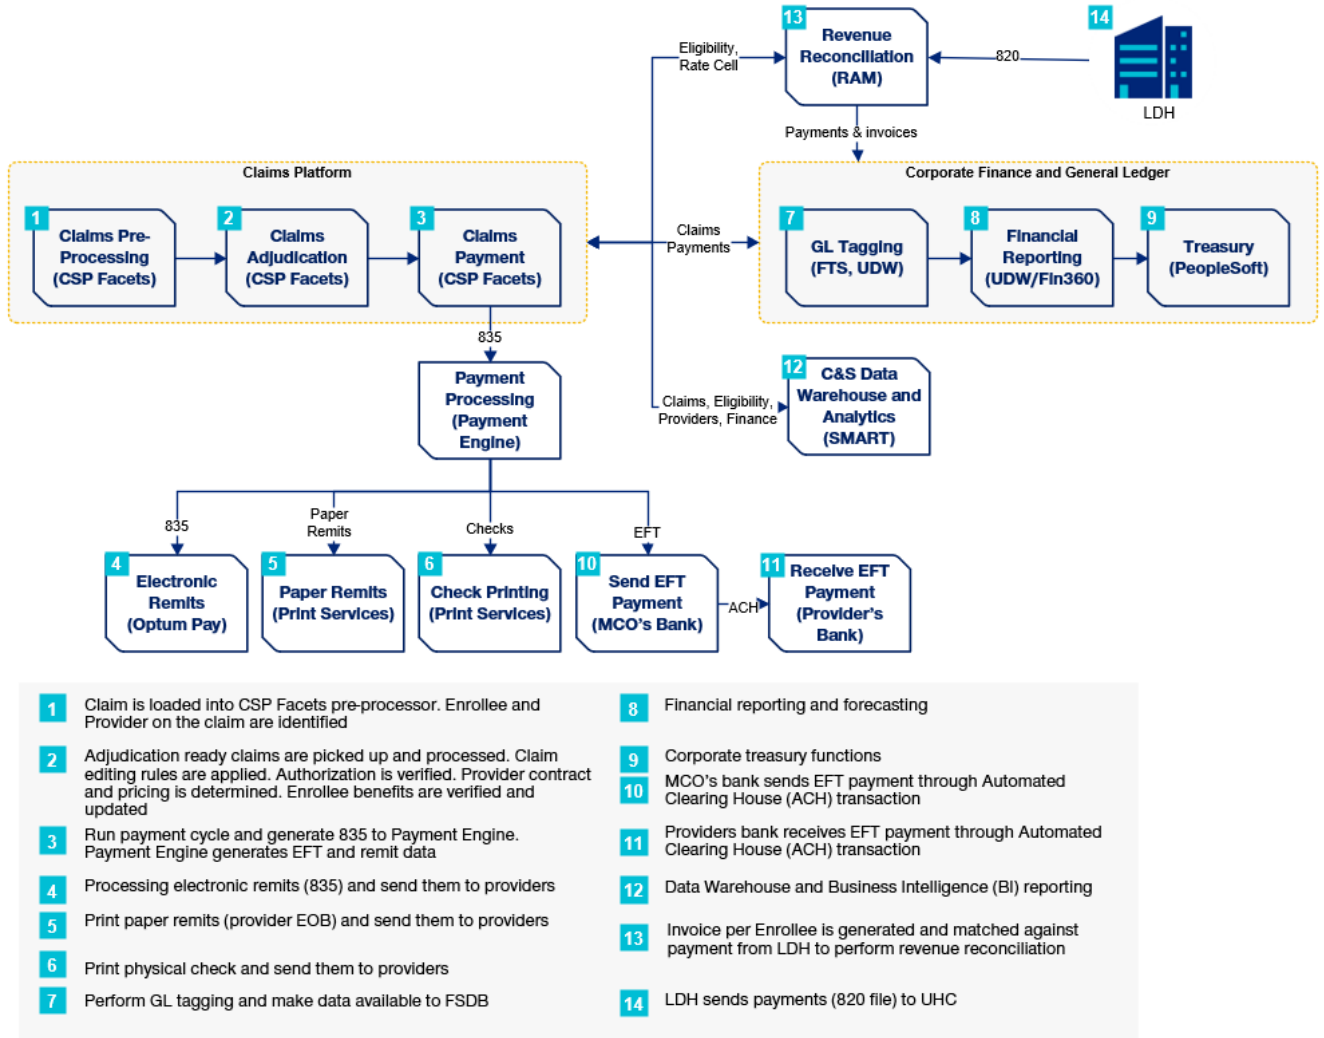 13
Revenue
Reconciliation
(RAM)
14
LDH
Eligibility,
Rate Cell
820
Payments & invoices
Claims Platform
1
Claims Pre-
Processing
(CSP Facets)
2
Claims
Adjudication
(CSP Facets)
3
Claims
Payment
(CSP Facets)
Claims
Payments
Corporate Finance and General Ledger
7
GL Tagging
(FTS, UDW)
8
Financial
Reporting
(UDW/Fin360)
9
Treasury
(PeopleSoft)
835
Payment
Processing
(Payment
Engine)
Claims, Eligibility,
Providers, Finance
12
C&S Data
Warehouse and
Analytics
(SMART)
835
Paper
Remits
Checks
EFT
4
Electronic
Remits
(Optum Pay)
5
Paper Remits
(Print Services)
6
Check Printing
(Print Services)
10
Send EFT
Payment
(MCO's Bank)
ACH
11
Receive EFT
Payment
(Provider's
Bank)
1
Claim is loaded into CSP Facets pre-processor. Enrollee and
Provider on the claim are identified
2
Adjudication ready claims are picked up and processed. Claim
editing rules are applied. Authorization is verified. Provider contract
and pricing is determined. Enrollee benefits are verified and
updated
3
Run payment cycle and generate 835 to Payment Engine.
Payment Engine generates EFT and remit data
4
Processing electronic remits (835) and send them to providers
5
Print paper remits (provider EOB) and send them to providers
6
Print physical check and send them to providers
7
Perform GL tagging and make data available to FSDB
8
Financial reporting and forecasting
9
Corporate treasury functions
10
MCO's bank sends EFT payment through Automated
Clearing House (ACH) transaction
11
Providers bank receives EFT payment through Automated
Clearing House (ACH) transaction
12
Data Warehouse and Business Intelligence (BI) reporting
13
Invoice per Enrollee is generated and matched against
payment from LDH to perform revenue reconciliation
14
LDH sends payments (820 file) to UHC